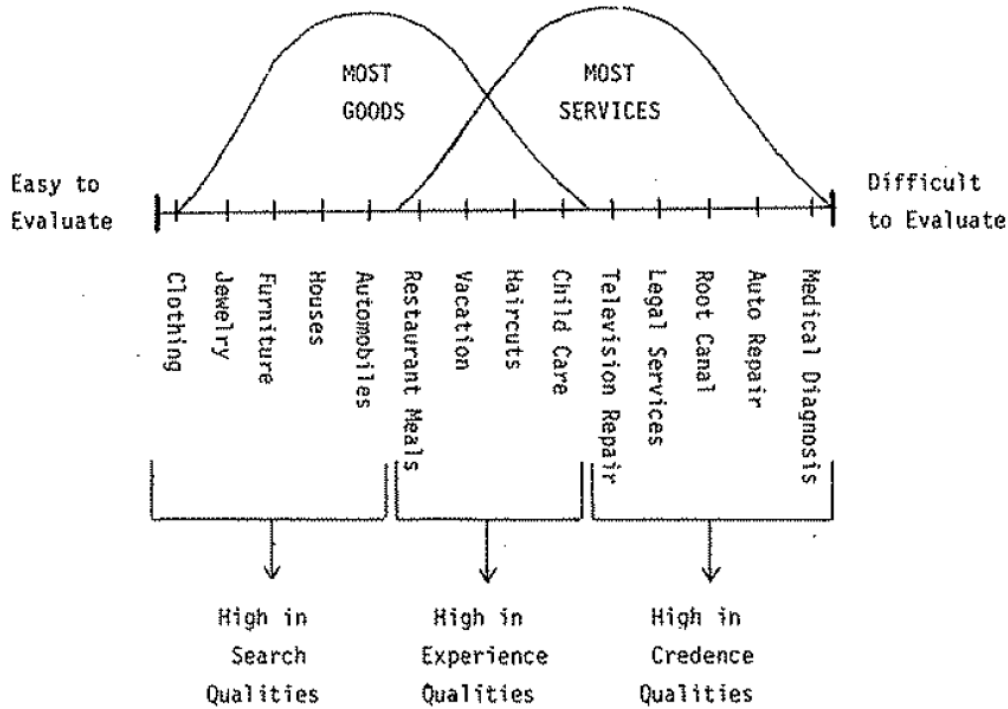 MOST
GOODS
MOST
SERVICES
Easy to
Evaluate
Difficult
to Evaluate
Clothing
Jewelry
Furniture
Houses
Automobiles
Restaurant Meals
Vacation
Haircuts
Child Care
Television Repair
Legal Services
Root Canal
Auto Repair
Medical Diagnosis
High in
Search
Qualities
High in
Experience
Qualities
High in
Credence
Qualities